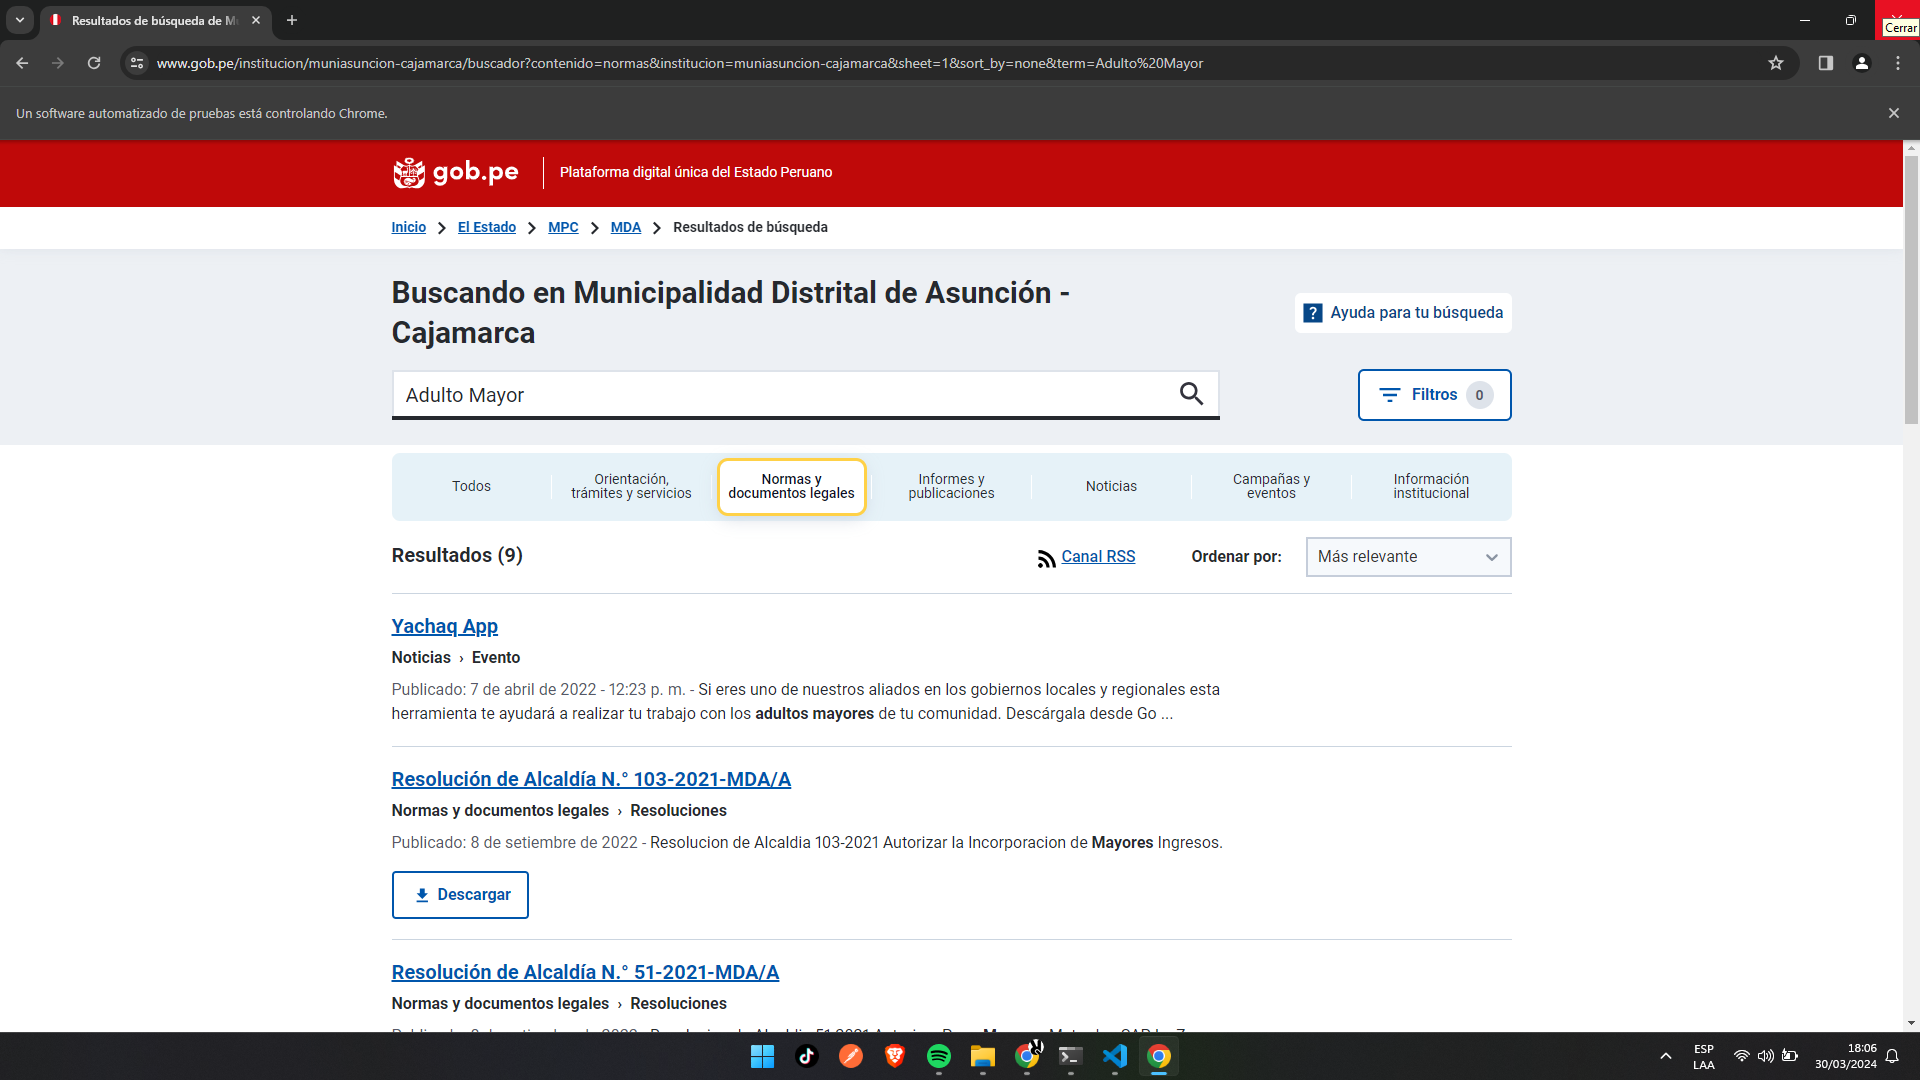 Resultados de búsqueda de M
Cerrar
www.gob.pe/institucion/muniasuncion-cajamarca/buscador?contenido=normas&institucion=muniasuncion-cajamarca&sheet=1&sort_by=none&term=Adulto%20Mayor
Un software automatizado de pruebas está controlando Chrome.
gob.pe
Plataforma digital única del Estado Peruano
Inicio > El Estado > MPC > MDA > Resultados de búsqueda
Buscando en Municipalidad Distrital de Asunción -
Cajamarca
? Ayuda para tu búsqueda
Adulto Mayor
Filtros 0
Todos
Orientación,
trámites y servicios
Normas y
documentos legales
Informes y
publicaciones
Noticias
Campañas y
eventos
Información
institucional
Resultados (9)
Canal RSS
Ordenar por:
Más relevante
Yachaq App
Noticias › Evento
Publicado: 7 de abril de 2022 - 12:23 p. m. - Si eres uno de nuestros aliados en los gobiernos locales y regionales esta
herramienta te ayudará a realizar tu trabajo con los adultos mayores de tu comunidad. Descárgala desde Go ...
Resolución de Alcaldía N.° 103-2021-MDA/A
Normas y documentos legales › Resoluciones
Publicado: 8 de setiembre de 2022 - Resolucion de Alcaldia 103-2021 Autorizar la Incorporacion de Mayores Ingresos.
Descargar
Resolución de Alcaldía N.° 51-2021-MDA/A
Normas y documentos legales › Resoluciones
ESP
LAA
18:06
30/03/2024